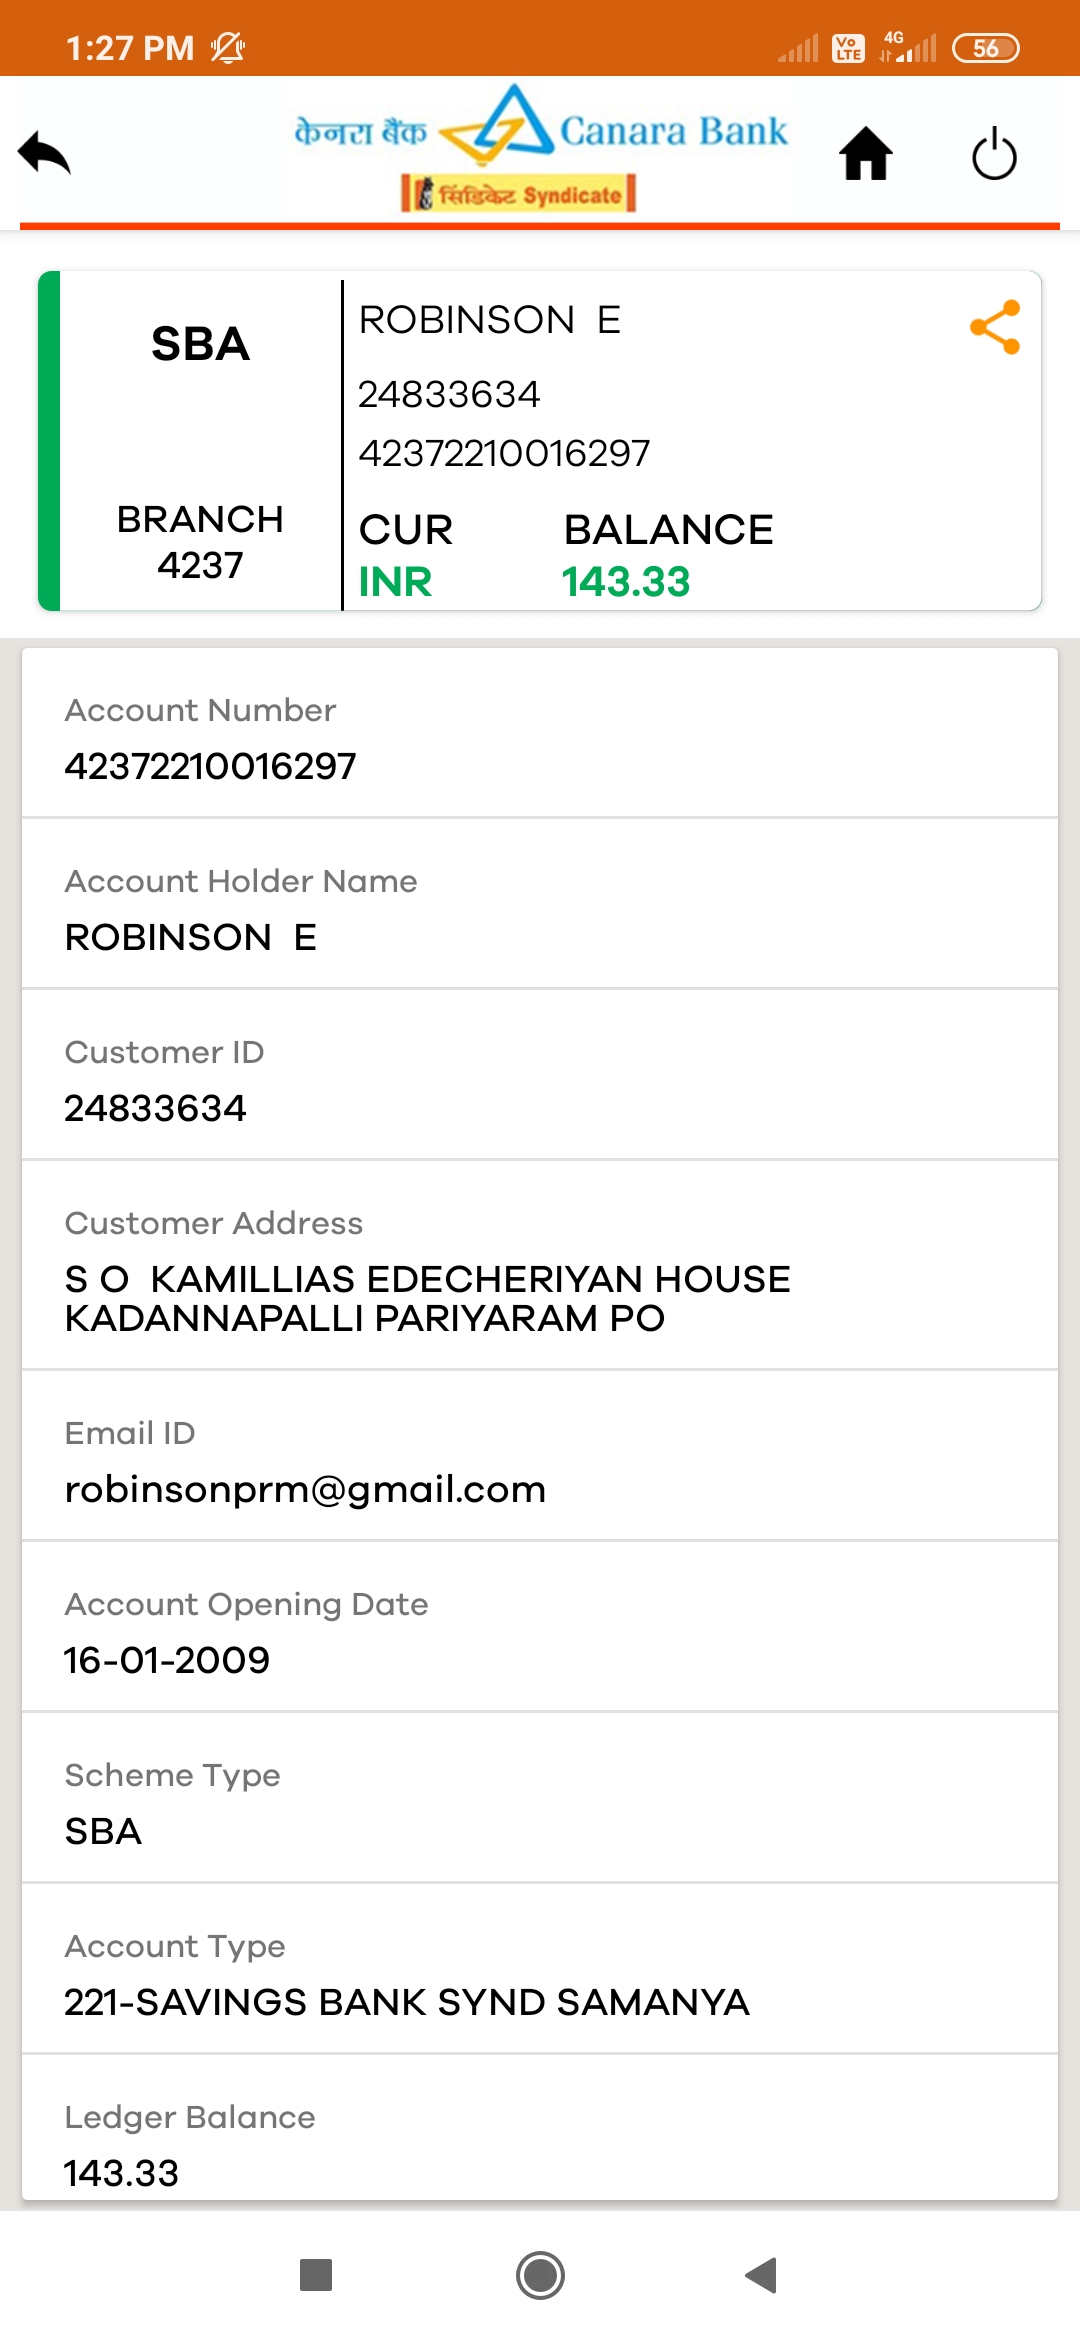 1:27 PM
Vo LTE 4G 56
केनरा बैंक Canara Bank
सिंडिकेट Syndicate
SBA
ROBINSON E
24833634
42372210016297
BRANCH
4237
CUR BALANCE
INR 143.33
Account Number
42372210016297
Account Holder Name
ROBINSON E
Customer ID
24833634
Customer Address
S O KAMILLIAS EDECHERIYAN HOUSE
KADANNAPALLI PARIYARAM PO
Email ID
robinsonprm@gmail.com
Account Opening Date
16-01-2009
Scheme Type
SBA
Account Type
221-SAVINGS BANK SYND SAMANYA
Ledger Balance
143.33